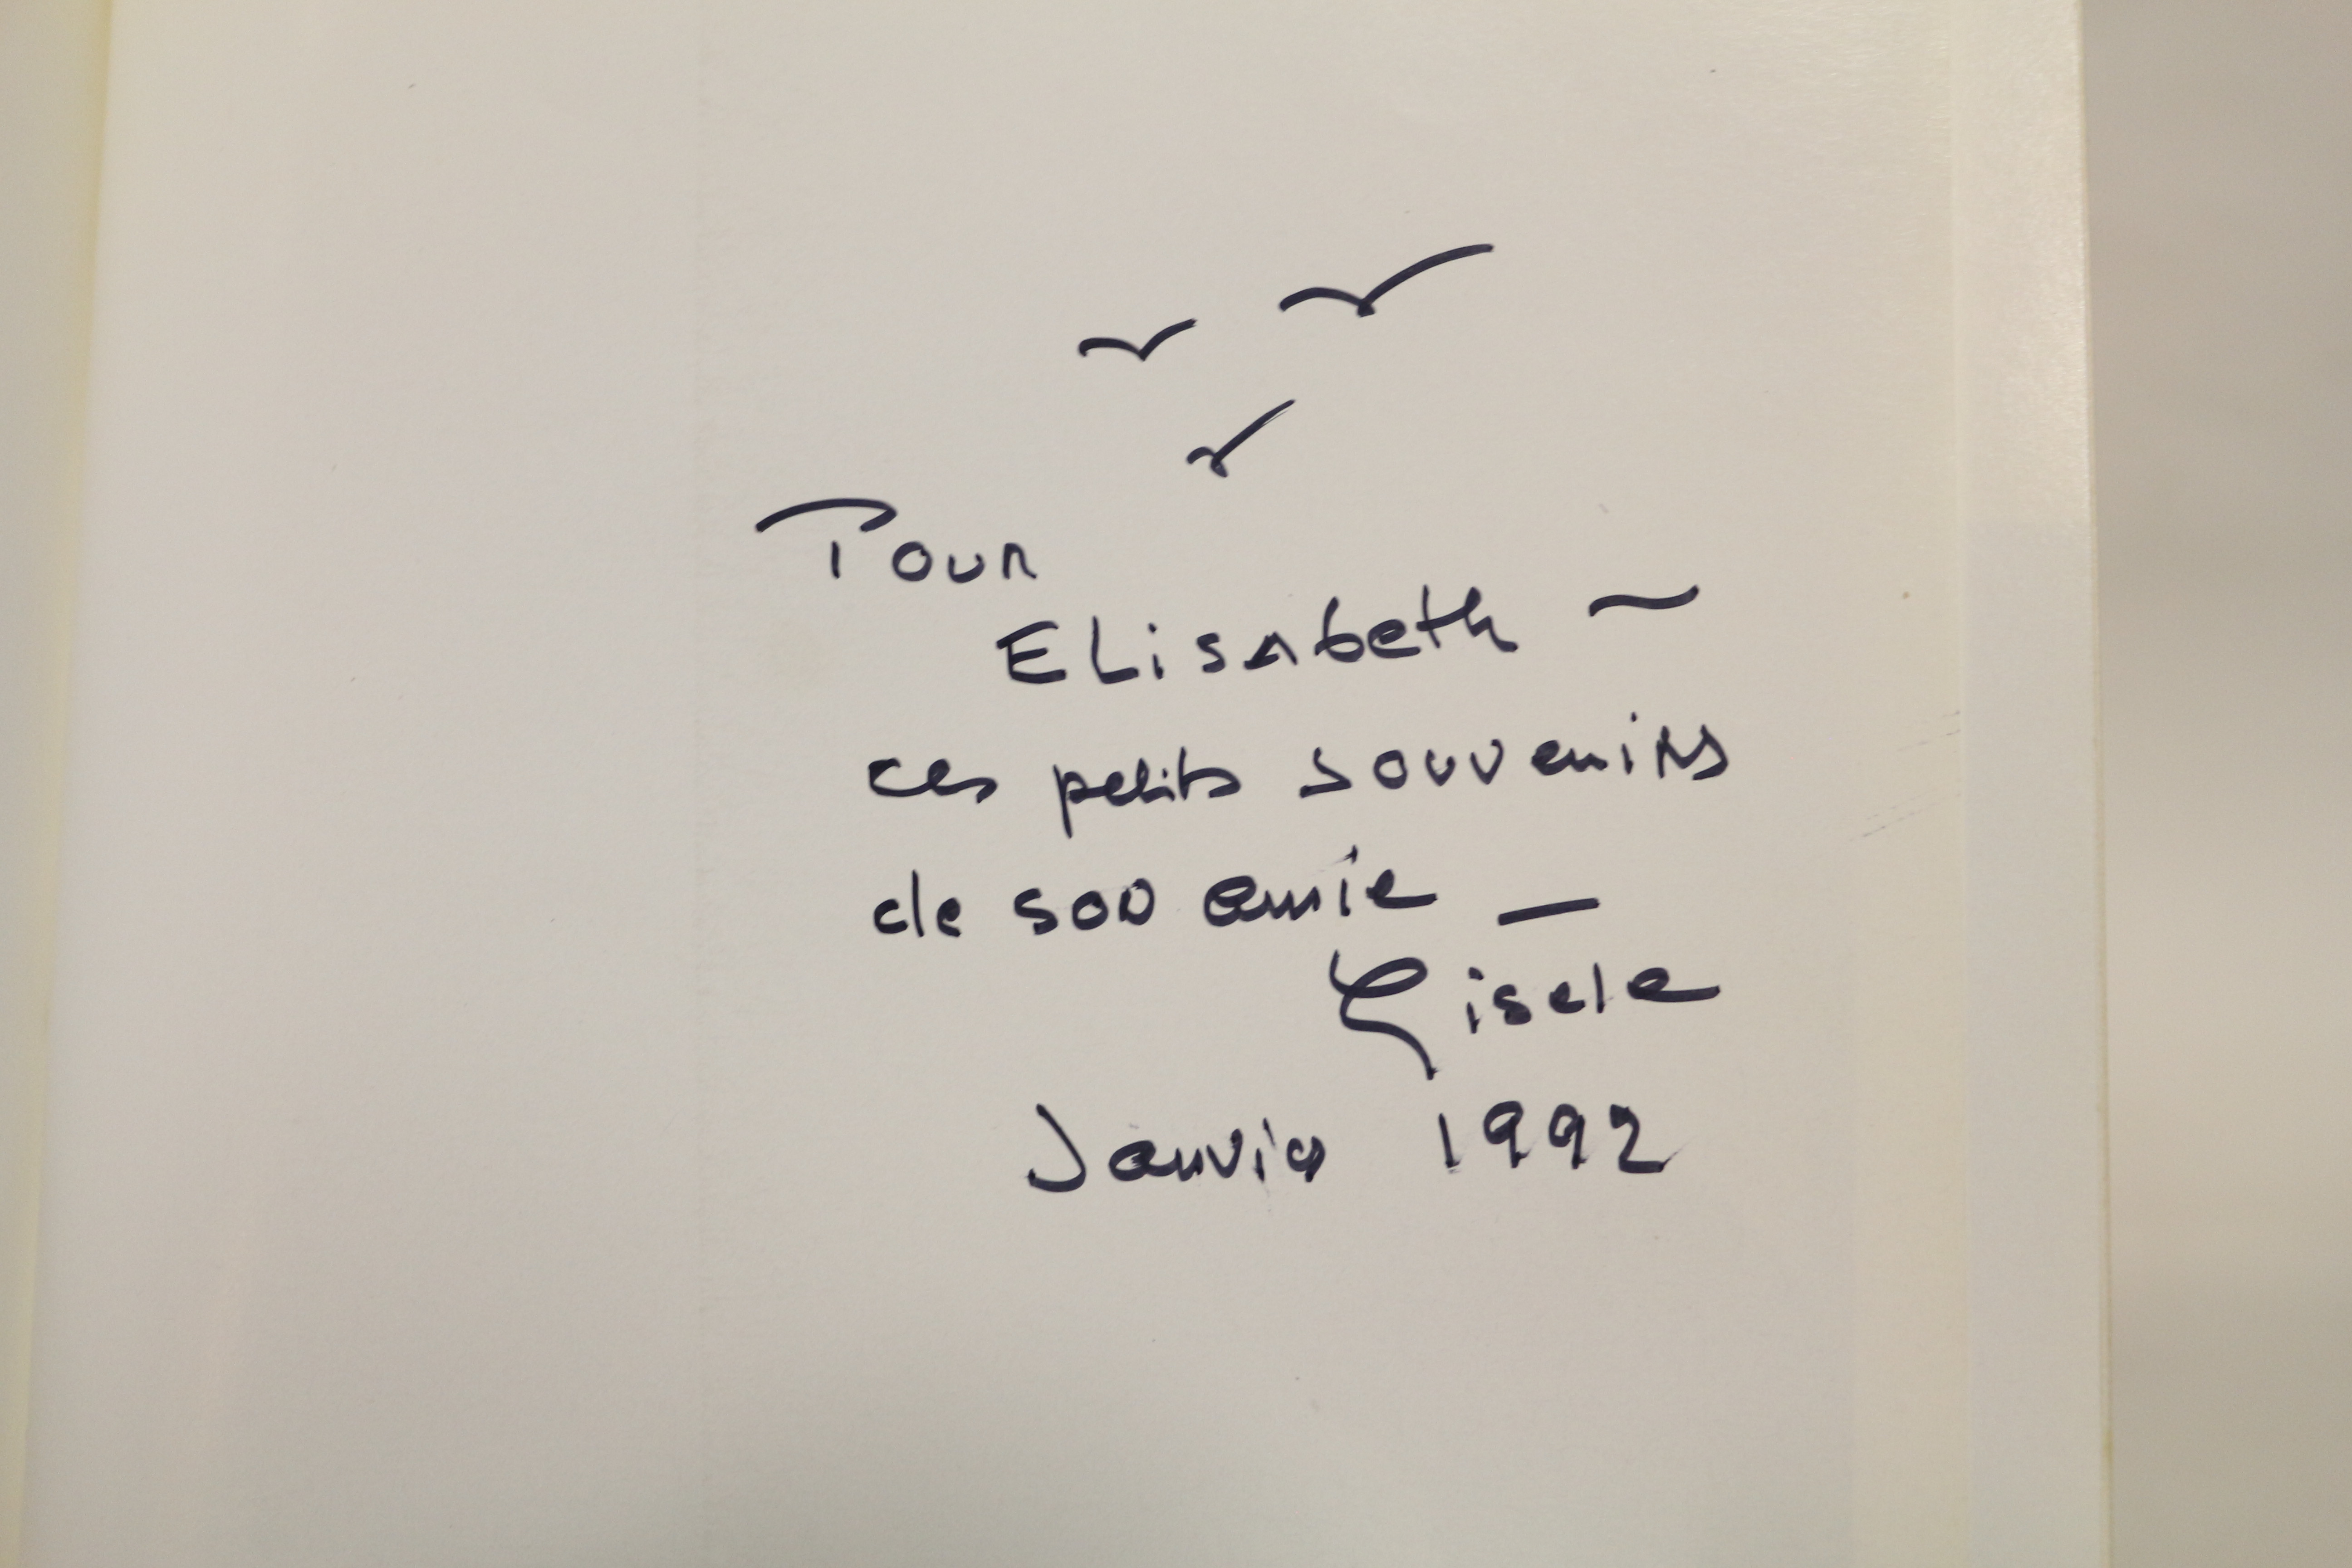 Pour
Elisabeth ~
ces petits souvenirs
de son amie —
Gisele
Janvier 1992